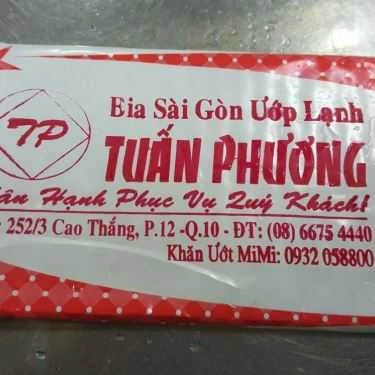 TP
Bia Sài Gòn Ướp Lạnh
TUẤN PHƯƠNG
ân Hạnh Phục Vụ Quý Khách!
: 252/3 Cao Thắng, P.12 -Q.10 - ĐT: (08) 6675 4440
Khăn Ướt MiMi: 0932 058800